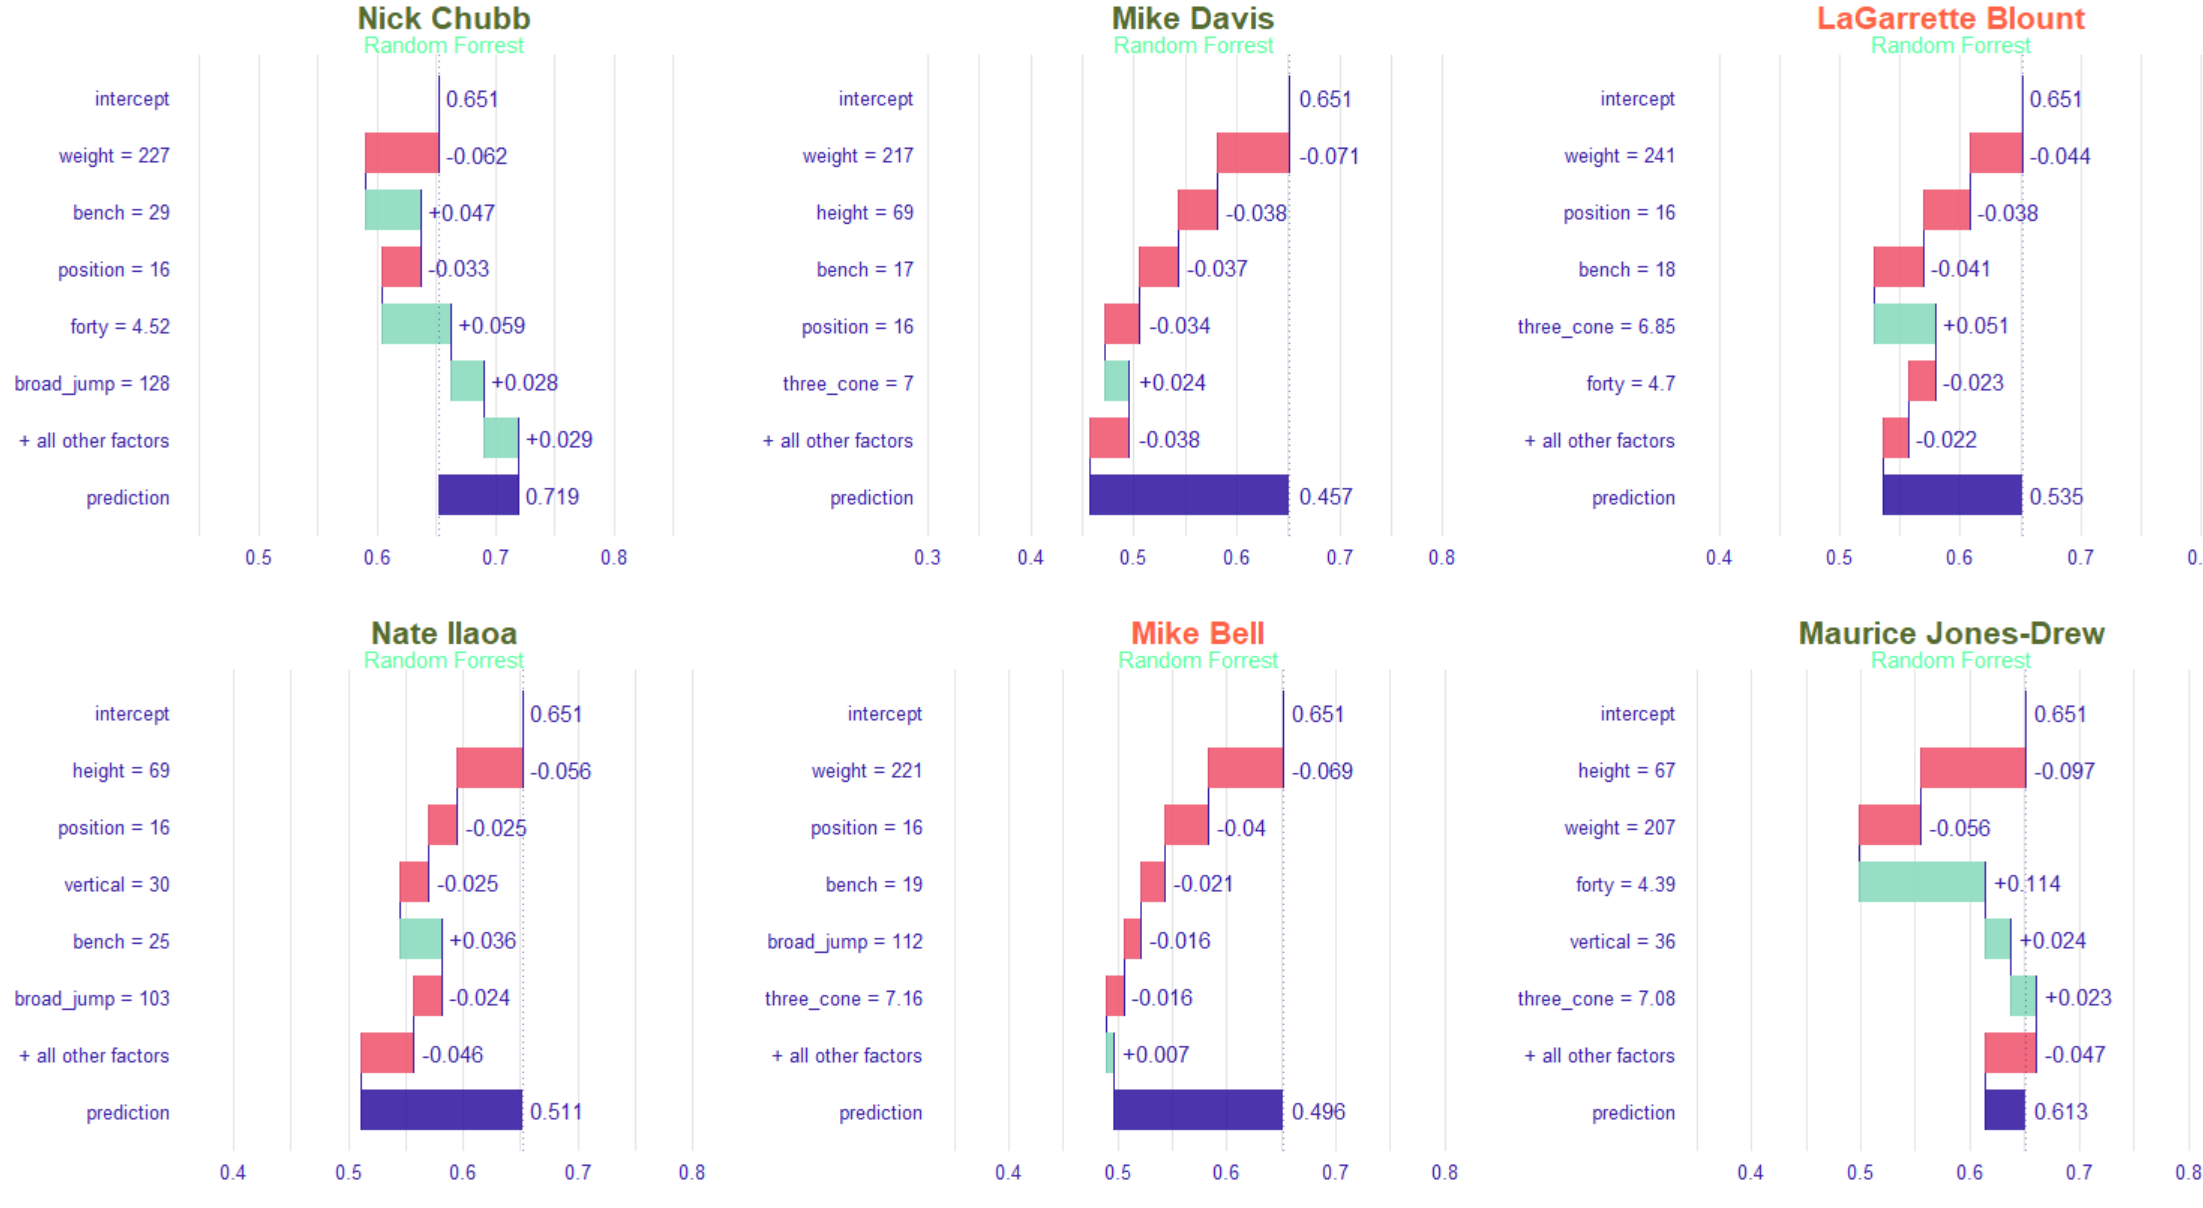 Nick Chubb
Random Forrest
intercept 0.651
weight = 227 -0.062
bench = 29 +0.047
position = 16 -0.033
forty = 4.52 +0.059
broad_jump = 128 +0.028
+ all other factors +0.029
prediction 0.719
0.5 0.6 0.7 0.8
Mike Davis
Random Forrest
intercept 0.651
weight = 217 -0.071
height = 69 -0.038
bench = 17 -0.037
position = 16 -0.034
three_cone = 7 +0.024
+ all other factors -0.038
prediction 0.457
0.3 0.4 0.5 0.6 0.7 0.8
LaGarrette Blount
Random Forrest
intercept 0.651
weight = 241 -0.044
position = 16 -0.038
bench = 18 -0.041
three_cone = 6.85 +0.051
forty = 4.7 -0.023
+ all other factors -0.022
prediction 0.535
0.4 0.5 0.6 0.7 0.
Nate Ilaoa
Random Forrest
intercept 0.651
height = 69 -0.056
position = 16 -0.025
vertical = 30 -0.025
bench = 25 +0.036
broad_jump = 103 -0.024
+ all other factors -0.046
prediction 0.511
0.4 0.5 0.6 0.7 0.8
Mike Bell
Random Forrest
intercept 0.651
weight = 221 -0.069
position = 16 -0.04
bench = 19 -0.021
broad_jump = 112 -0.016
three_cone = 7.16 -0.016
+ all other factors +0.007
prediction 0.496
0.4 0.5 0.6 0.7 0.8
Maurice Jones-Drew
Random Forrest
intercept 0.651
height = 67 -0.097
weight = 207 -0.056
forty = 4.39 +0.114
vertical = 36 +0.024
three_cone = 7.08 +0.023
+ all other factors -0.047
prediction 0.613
0.4 0.5 0.6 0.7 0.8